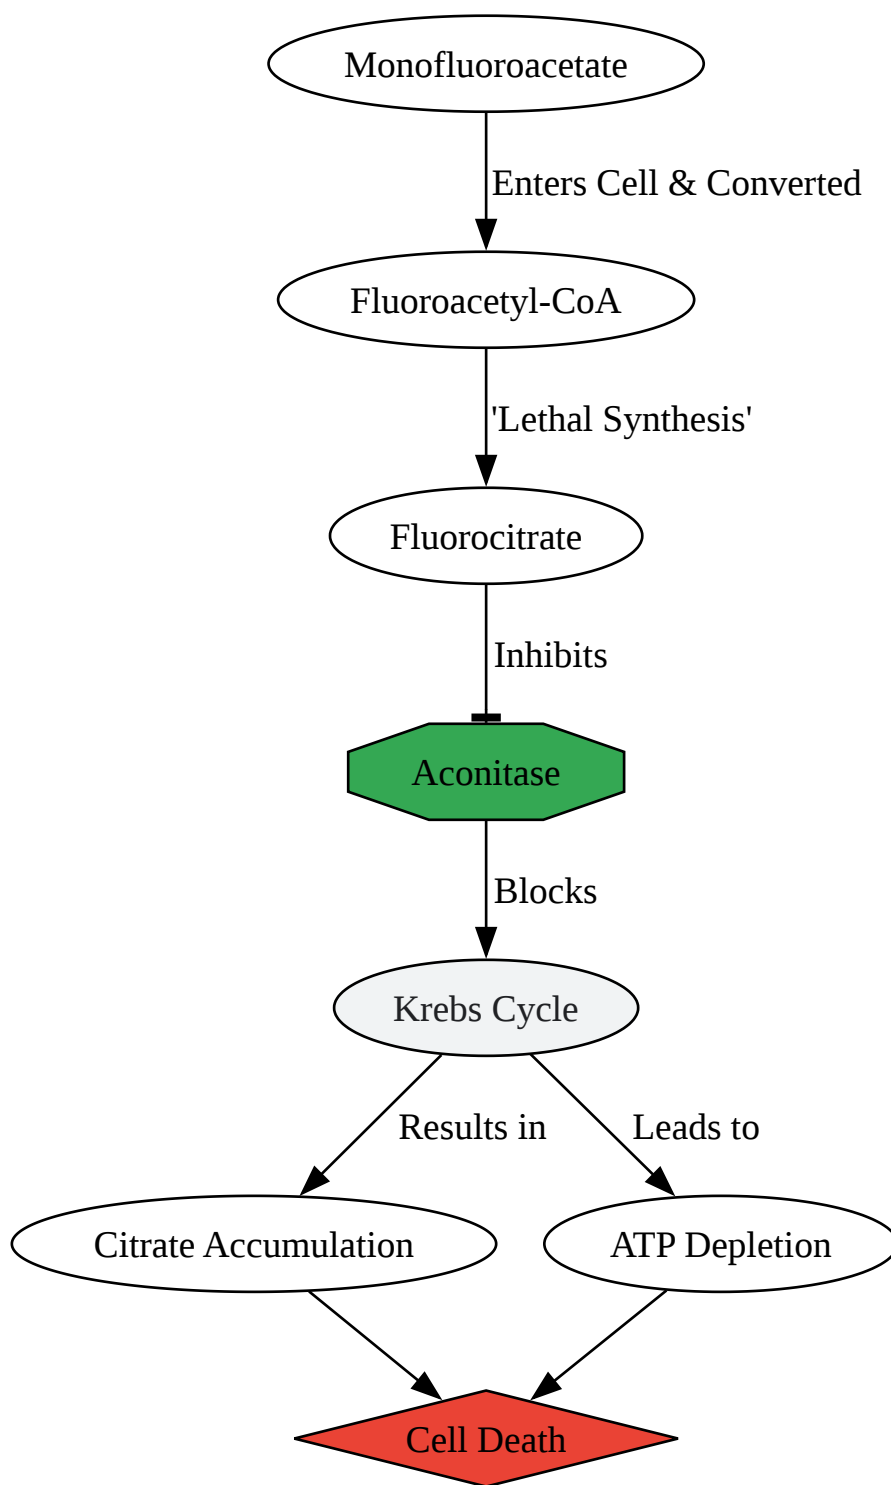 Monofluoroacetate
Enters Cell & Converted
Fluoroacetyl-CoA
'Lethal Synthesis'
Fluorocitrate
Inhibits
Aconitase
Blocks
Krebs Cycle
Results in
Leads to
Citrate Accumulation
ATP Depletion
Cell Death